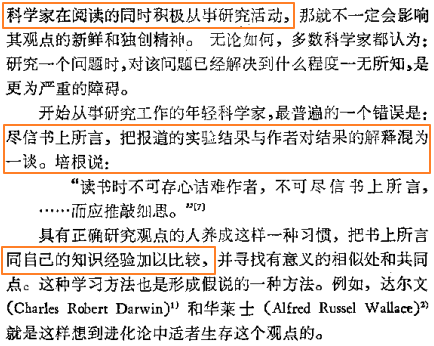 科学家在阅读的同时积极从事研究活动，那就不一定会影响
其观点的新鲜和独创精神。 无论如何，多数科学家都认为：
研究一个问题时，对该问题已经解决到什么程度一无所知，是
更为严重的障碍。
开始从事研究工作的年轻科学家，最普遍的一个错误是：
尽信书上所言，把报道的实验结果与作者对结果的解释混为
一谈。培根说：
“读书时不可存心诘难作者，不可尽信书上所言，
……而应推敲细思。”[7]
具有正确研究观点的人养成这样一种习惯，把书上所言
同自己的知识经验加以比较，并寻找有意义的相似处和共同
点。这种学习方法也是形成假说的一种方法。例如，达尔文
（Charles Robert Darwin）1) 和华莱士（Alfred Russel Wallace）2)
就是这样想到进化论中适者生存这个观点的。